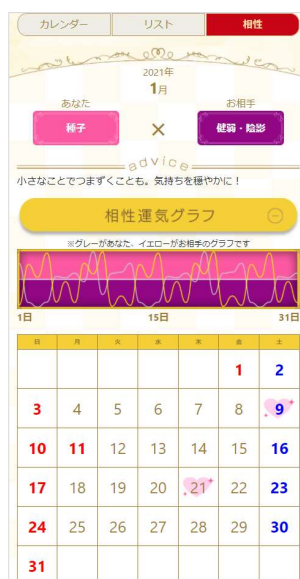 カレンダー リスト 相性
2021年
1月
あなた お相手
種子 × 健弱・陰影
advice
小さなことでつまずくことも。気持ちを穏やかに！
相性運気グラフ
※グレーがあなた、イエローがお相手のグラフです
1日 15日 31日
日 月 火 水 木 金 土
1 2
3 4 5 6 7 8 9
10 11 12 13 14 15 16
17 18 19 20 21 22 23
24 25 26 27 28 29 30
31